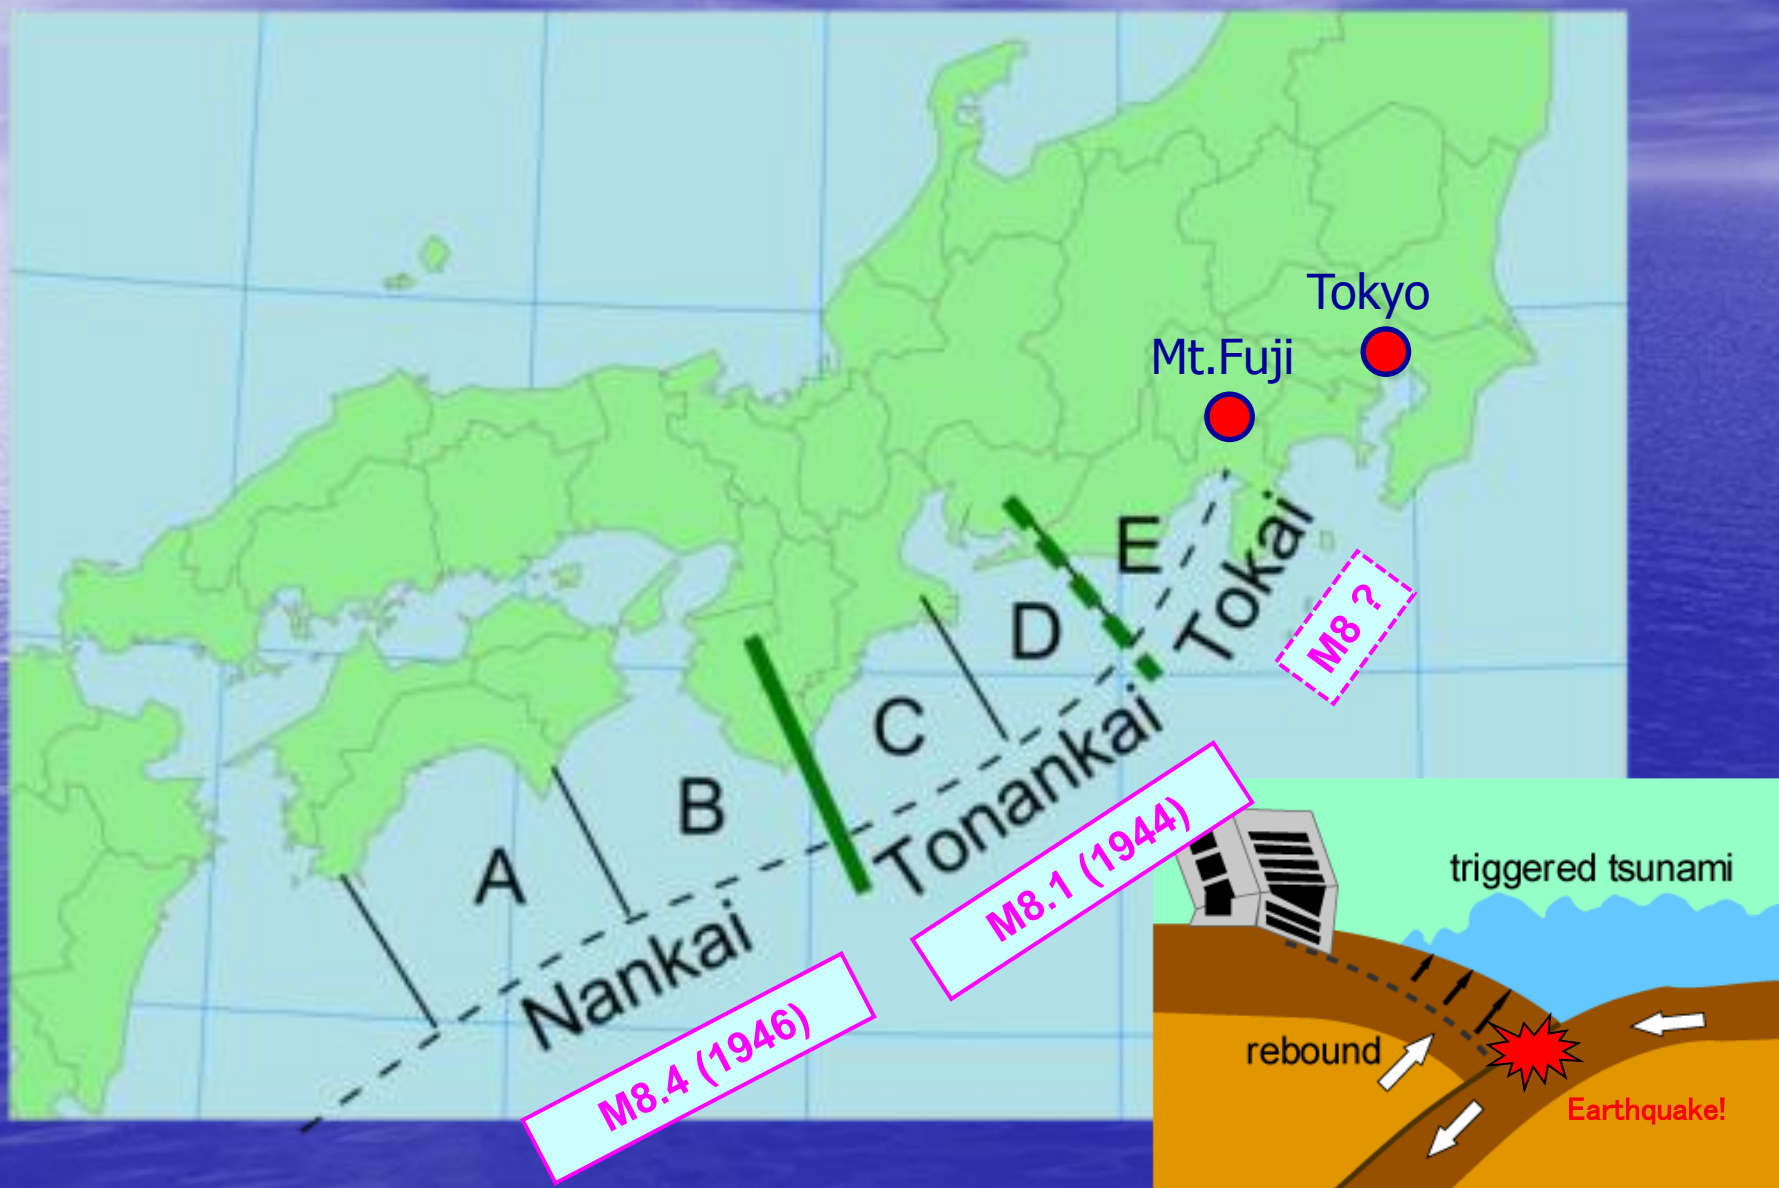 Tokyo
Mt.Fuji
E
Tokai
D
M8 ?
C
Tonankai
B
M8.1 (1944)
A
Nankai
M8.4 (1946)
triggered tsunami
rebound
Earthquake!